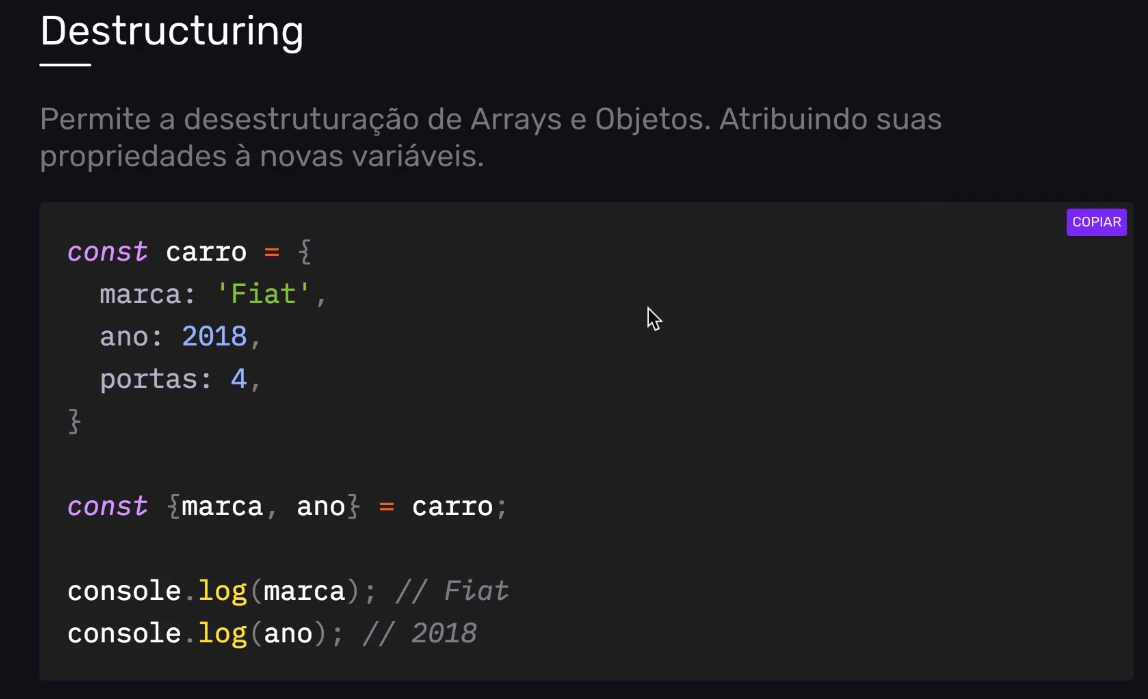 Destructuring
Permite a desestruturação de Arrays e Objetos. Atribuindo suas
propriedades à novas variáveis.
COPIAR
const carro = {
  marca: 'Fiat',
  ano: 2018,
  portas: 4,
}
const {marca, ano} = carro;
console.log(marca); // Fiat
console.log(ano); // 2018